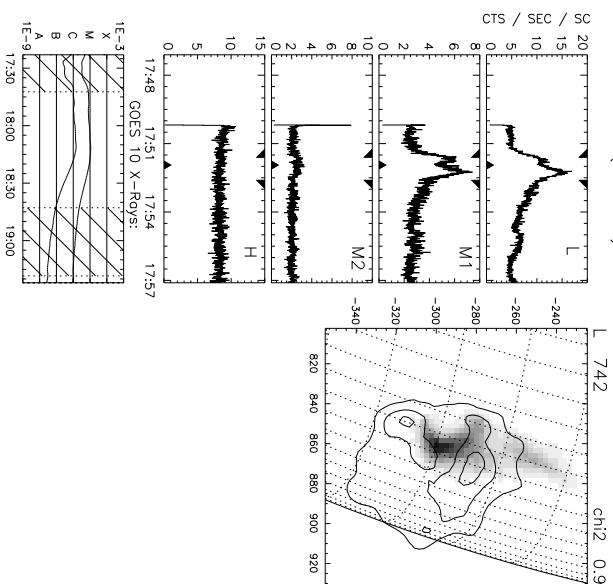 CTS / SEC / SC
0 5 10 15 20
L
0 2 4 6 8
M1
0 2 4 6 8 10
M2
0 5 10 15
H
17:48 17:51 17:54 17:57
GOES 10 X-Rays:
1E-9 A B C M X 1E-3
17:30 18:00 18:30 19:00
L 742 chi2 0.9
-340 -320 -300 -280 -260 -240
820 840 860 880 900 920